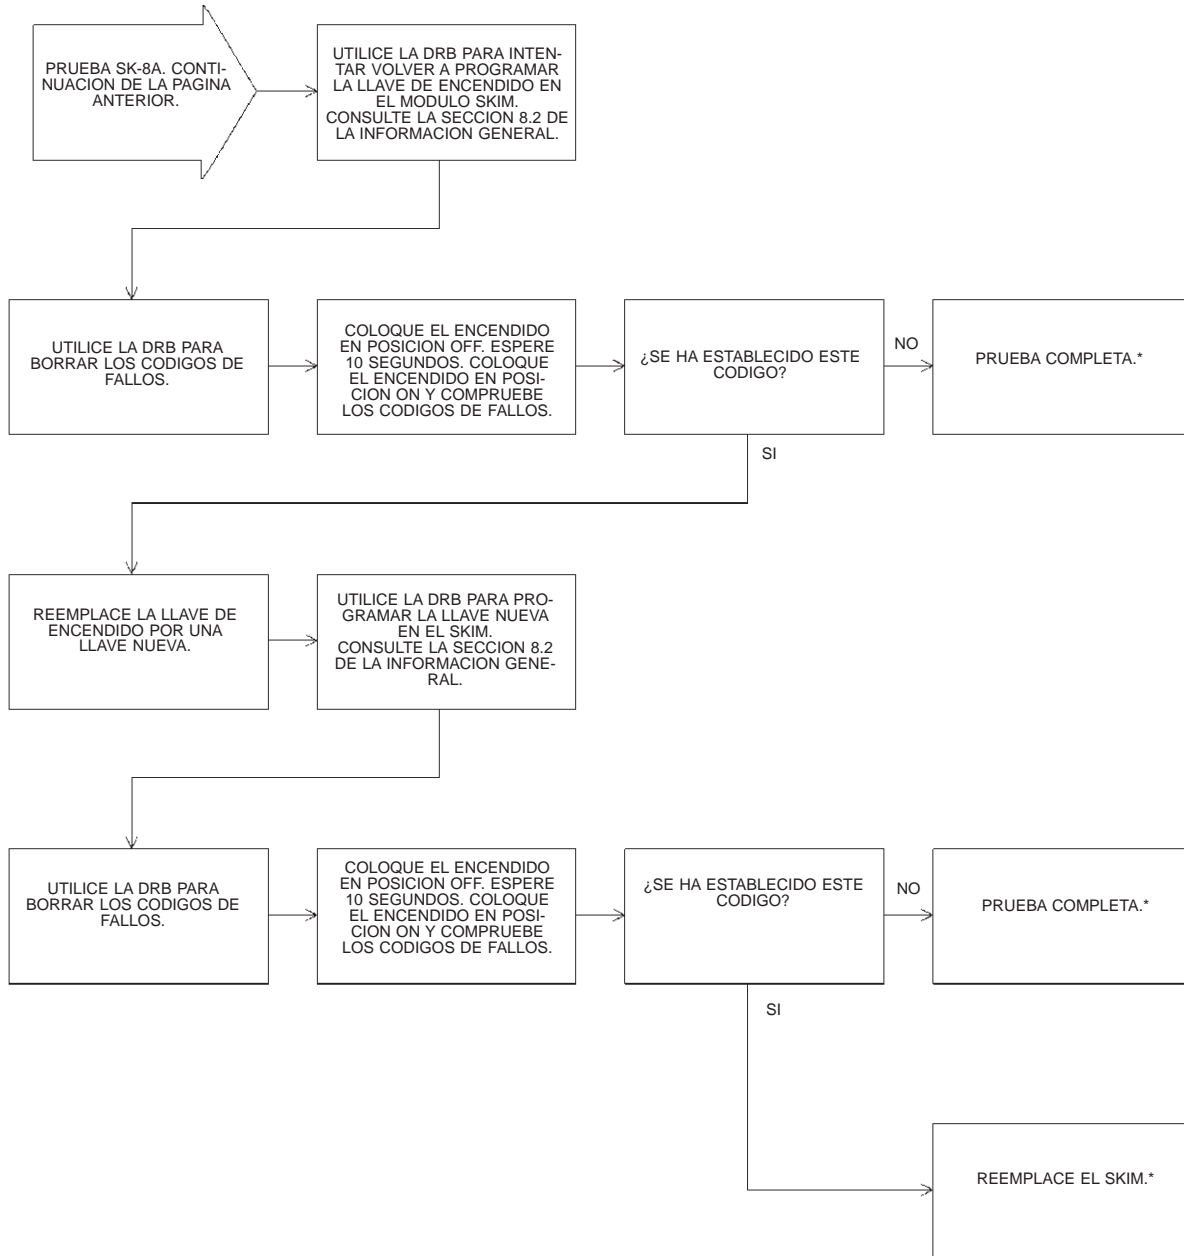 PRUEBA SK-8A. CONTI-
NUACION DE LA PAGINA
ANTERIOR.
UTILICE LA DRB PARA INTEN-
TAR VOLVER A PROGRAMAR
LA LLAVE DE ENCENDIDO EN
EL MODULO SKIM.
CONSULTE LA SECCION 8.2 DE
LA INFORMACION GENERAL.
UTILICE LA DRB PARA
BORRAR LOS CODIGOS DE
FALLOS.
COLOQUE EL ENCENDIDO
EN POSICION OFF. ESPERE
10 SEGUNDOS. COLOQUE
EL ENCENDIDO EN POSI-
CION ON Y COMPRUEBE
LOS CODIGOS DE FALLOS.
¿SE HA ESTABLECIDO ESTE
CODIGO?
NO
PRUEBA COMPLETA.*
SI
REEMPLACE LA LLAVE DE
ENCENDIDO POR UNA
LLAVE NUEVA.
UTILICE LA DRB PARA PRO-
GRAMAR LA LLAVE NUEVA
EN EL SKIM.
CONSULTE LA SECCION 8.2
DE LA INFORMACION GENE-
RAL.
UTILICE LA DRB PARA
BORRAR LOS CODIGOS DE
FALLOS.
COLOQUE EL ENCENDIDO
EN POSICION OFF. ESPERE
10 SEGUNDOS. COLOQUE
EL ENCENDIDO EN POSI-
CION ON Y COMPRUEBE
LOS CODIGOS DE FALLOS.
¿SE HA ESTABLECIDO ESTE
CODIGO?
NO
PRUEBA COMPLETA.*
SI
REEMPLACE EL SKIM.*